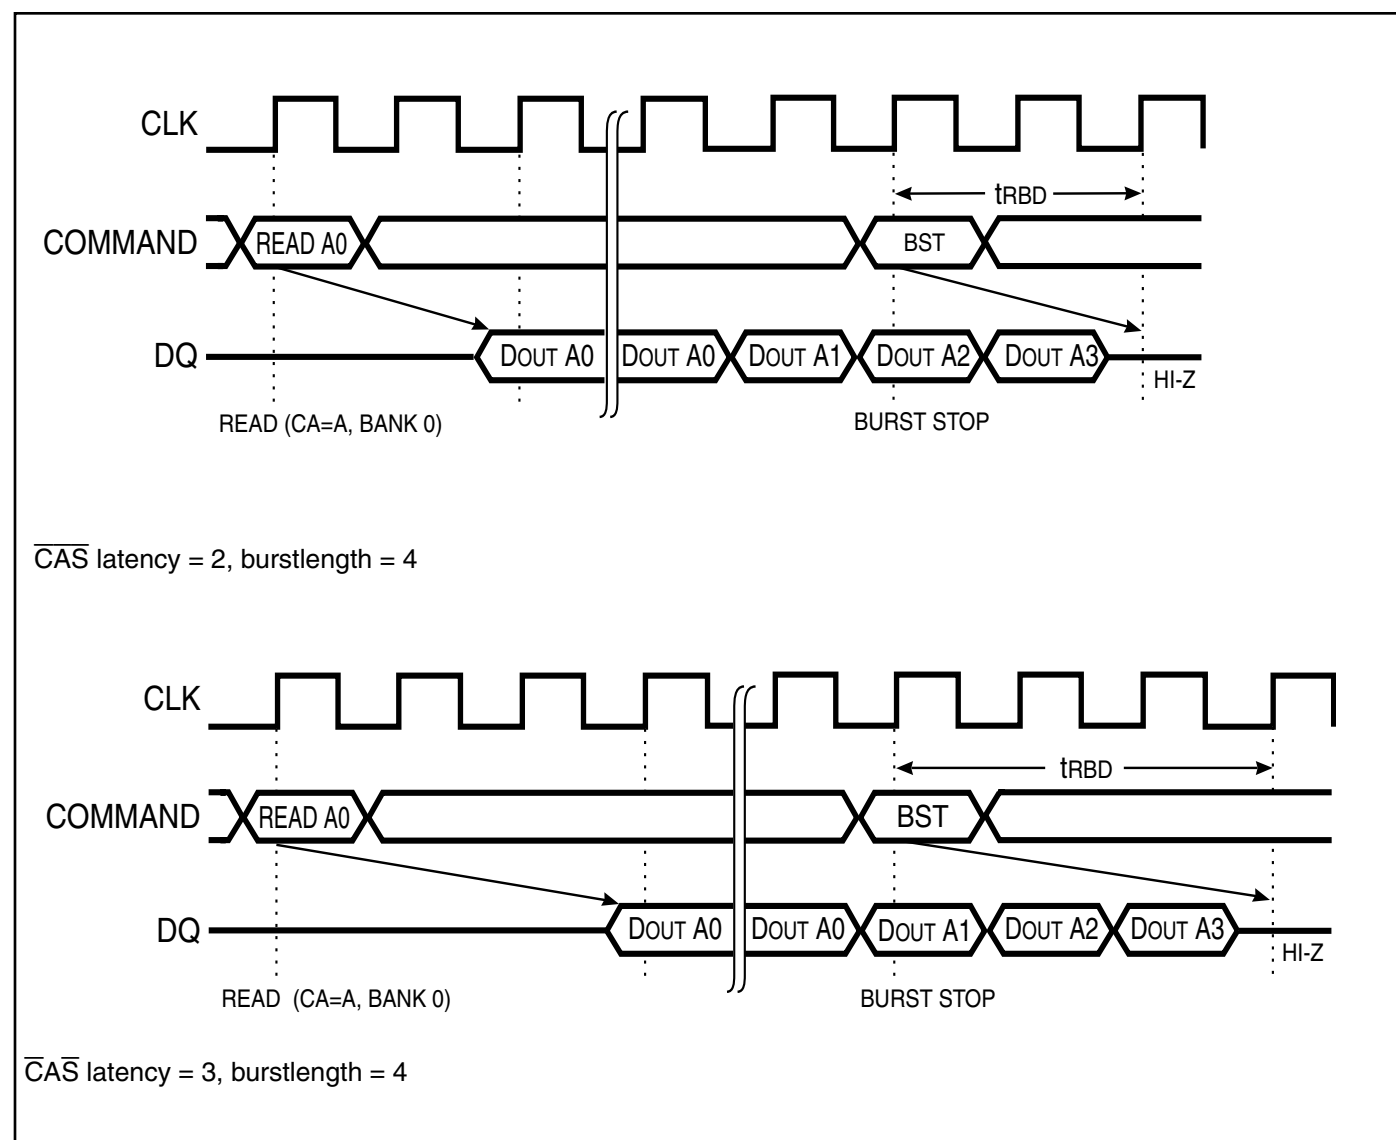 CLK
tRBD
COMMAND READ A0 BST
DQ DOUT A0 DOUT A0 DOUT A1 DOUT A2 DOUT A3 HI-Z
READ (CA=A, BANK 0) BURST STOP
CAS latency = 2, burstlength = 4
CLK
tRBD
COMMAND READ A0 BST
DQ DOUT A0 DOUT A0 DOUT A1 DOUT A2 DOUT A3 HI-Z
READ (CA=A, BANK 0) BURST STOP
CAS latency = 3, burstlength = 4